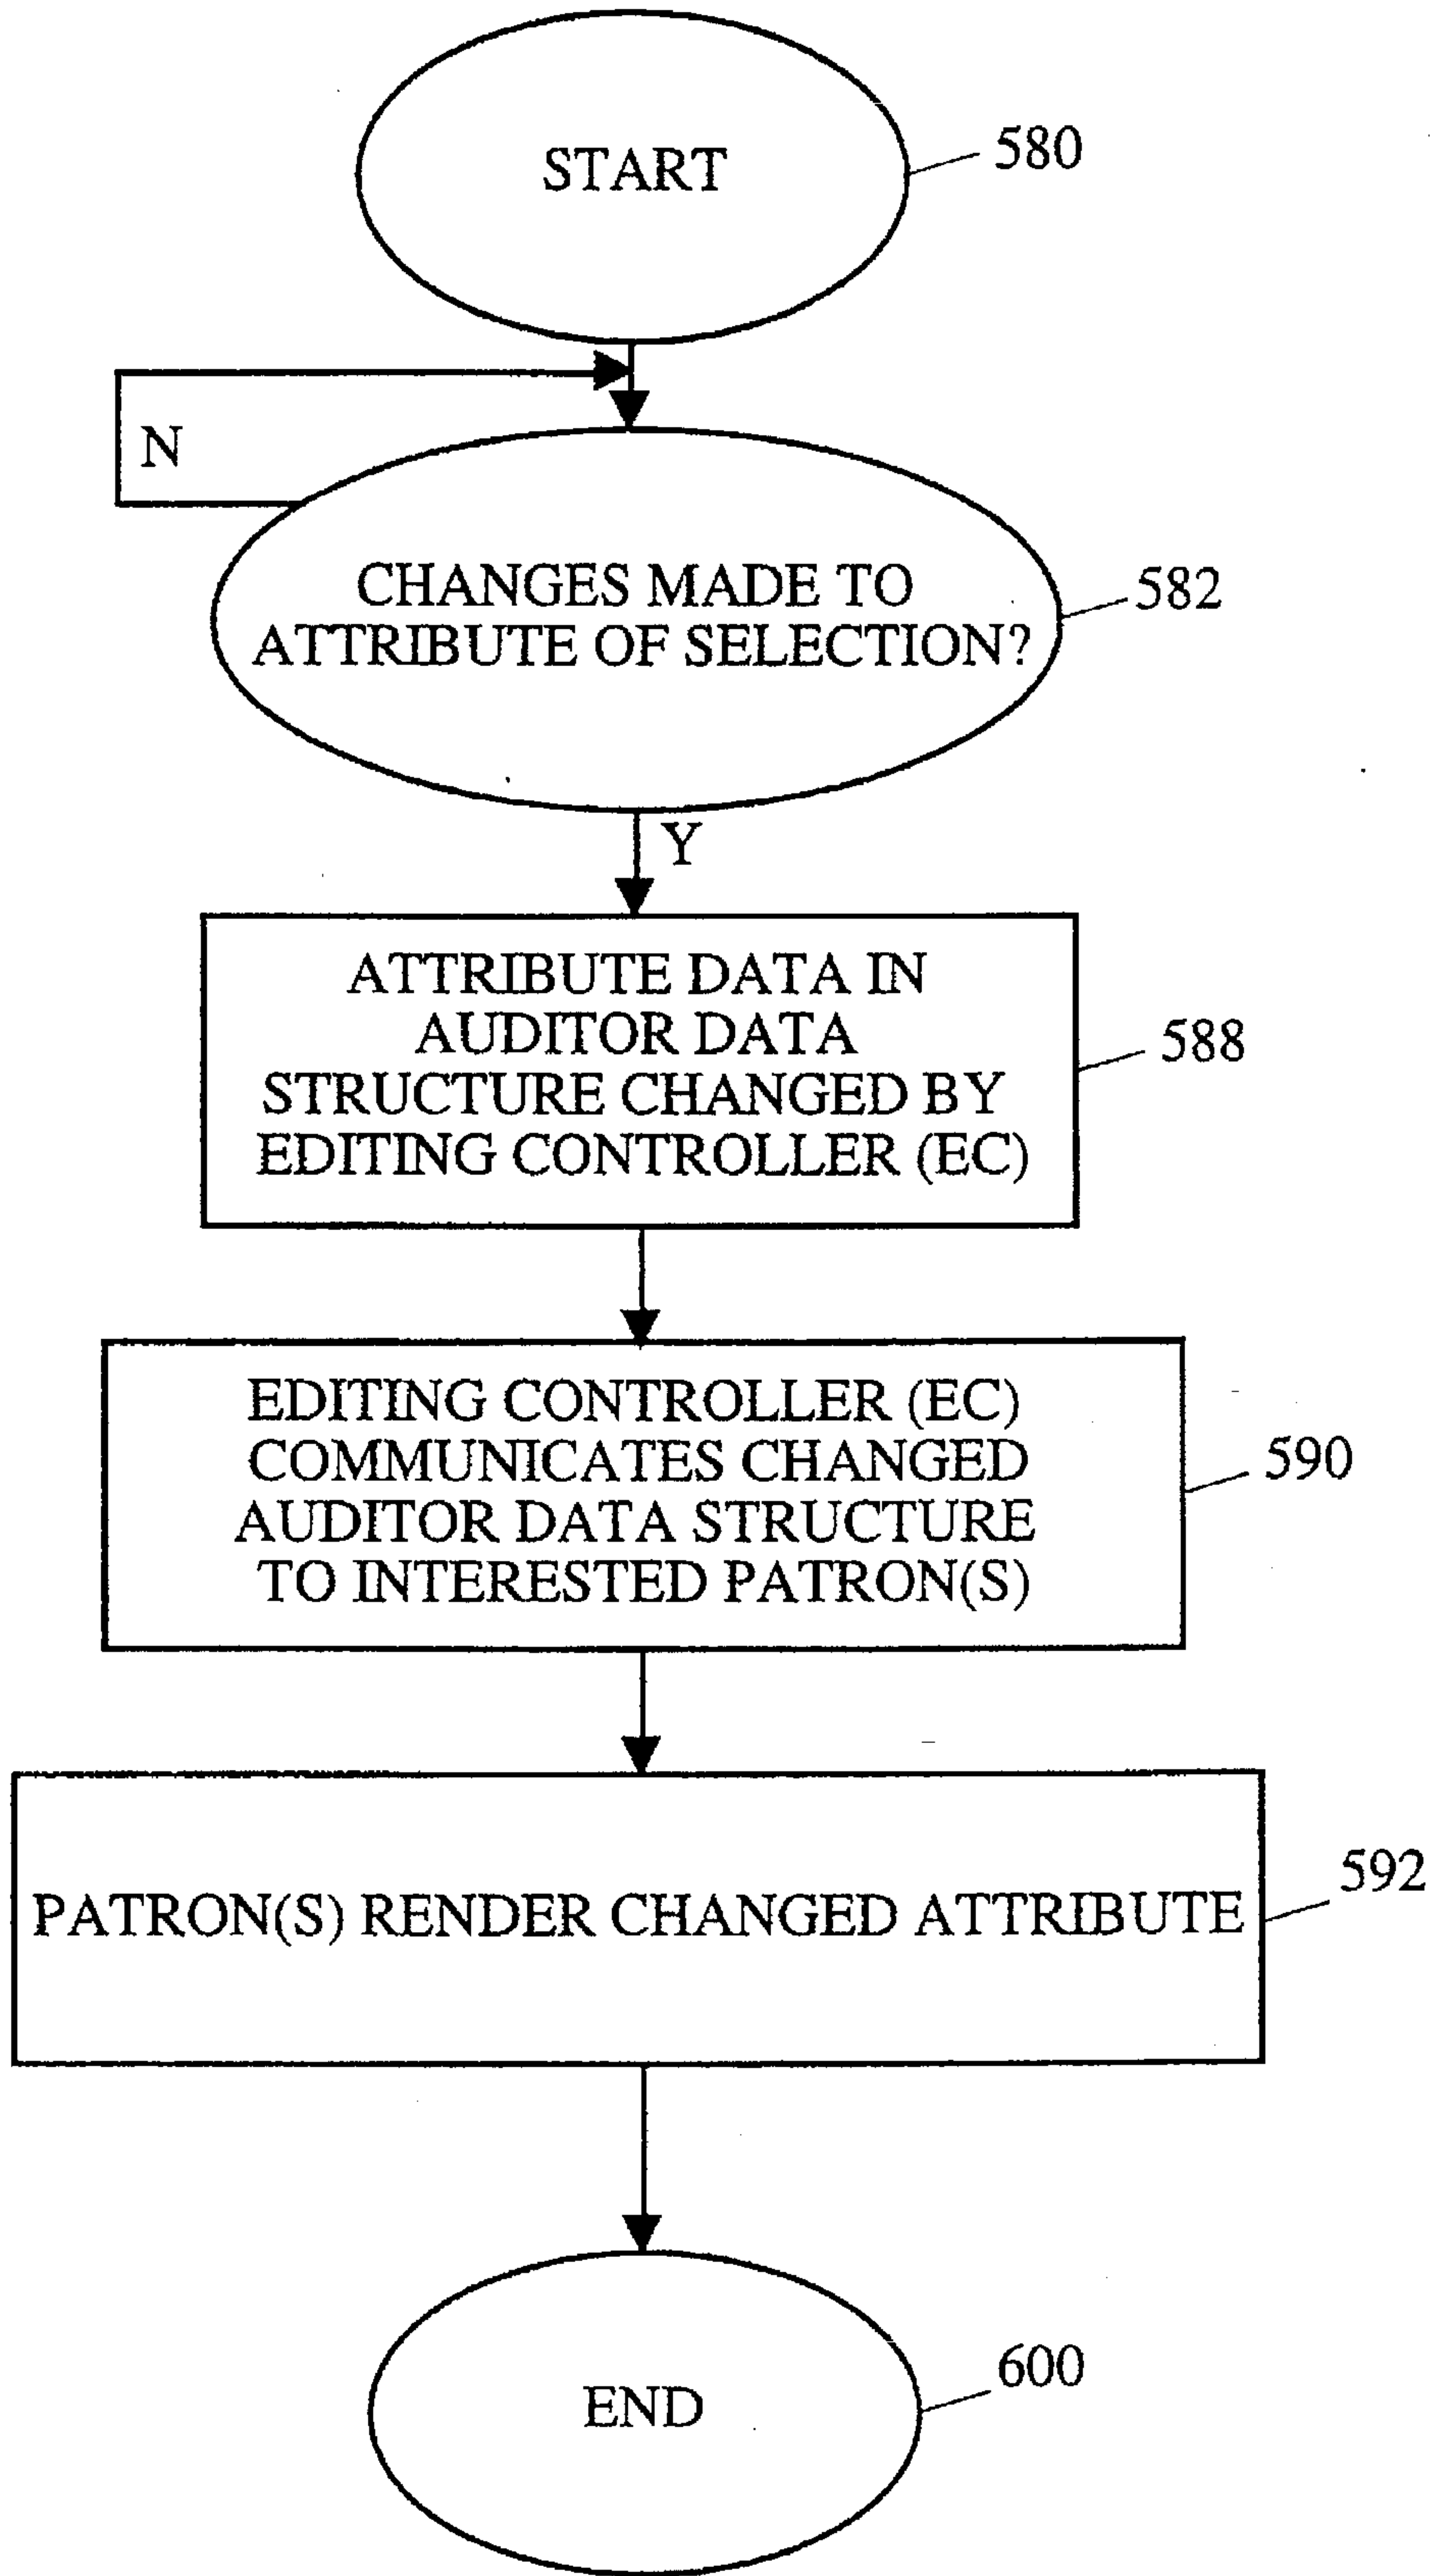 START
580
N
CHANGES MADE TO
ATTRIBUTE OF SELECTION?
582
Y
ATTRIBUTE DATA IN
AUDITOR DATA
STRUCTURE CHANGED BY
EDITING CONTROLLER (EC)
588
EDITING CONTROLLER (EC)
COMMUNICATES CHANGED
AUDITOR DATA STRUCTURE
TO INTERESTED PATRON(S)
590
PATRON(S) RENDER CHANGED ATTRIBUTE
592
END
600